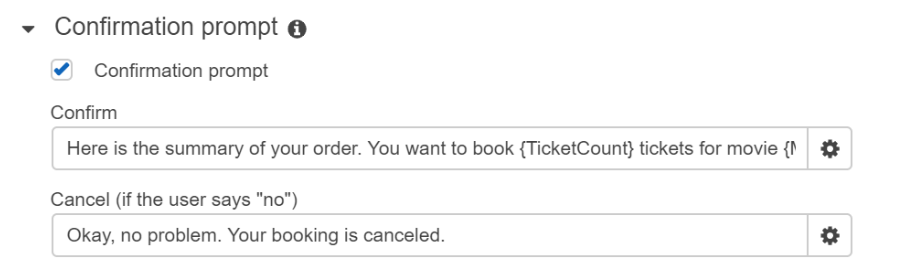 Confirmation prompt
Confirmation prompt
Confirm
Here is the summary of your order. You want to book {TicketCount} tickets for movie {
Cancel (if the user says "no")
Okay, no problem. Your booking is canceled.